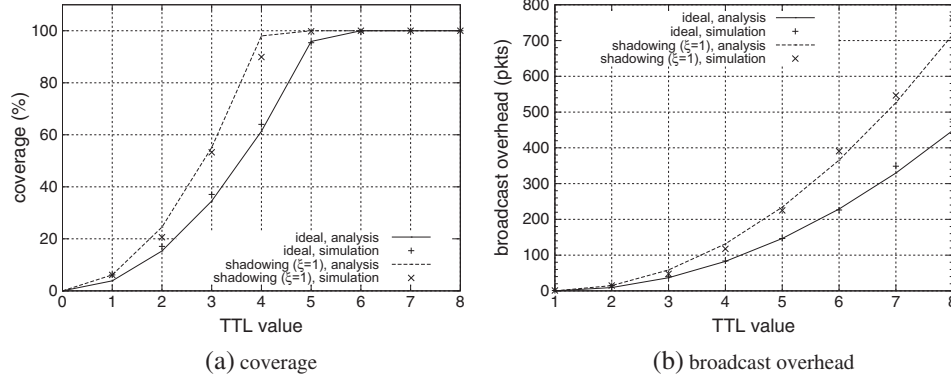 coverage (%)
100
80
60
40
20
0
0 1 2 3 4 5 6 7 8
TTL value
ideal, analysis
ideal, simulation
shadowing (ξ=1), analysis
shadowing (ξ=1), simulation
(a) coverage
broadcast overhead (pkts)
800
700
600
500
400
300
200
100
0
1 2 3 4 5 6 7 8
TTL value
ideal, analysis
ideal, simulation
shadowing (ξ=1), analysis
shadowing (ξ=1), simulation
(b) broadcast overhead